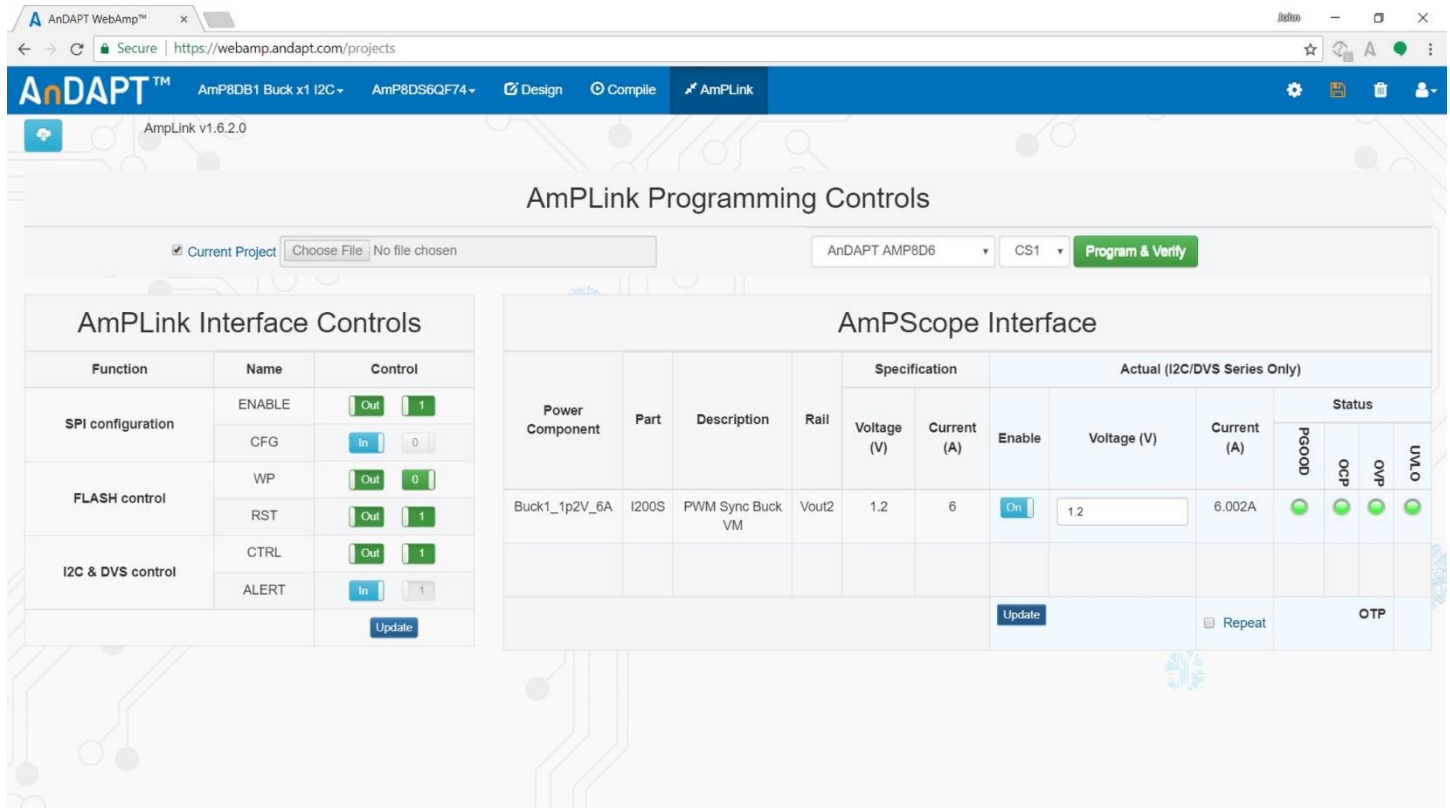 AnDAPT WebAmp™
John
Secure | https://webamp.andapt.com/projects
AnDAPT™ AmP8DB1 Buck x1 I2C AmP8DS6QF74 Design Compile AmPLink
AmpLink v1.6.2.0
AmPLink Programming Controls
Current Project Choose File No file chosen AnDAPT AMP8D6 CS1 Program & Verify
AmPLink Interface Controls
Function Name Control
SPI configuration
ENABLE Out 1
CFG In 0
FLASH control
WP Out 0
RST Out 1
I2C & DVS control
CTRL Out 1
ALERT In 1
Update
AmPScope Interface
Power Component
Part
Description
Rail
Specification
Voltage (V)
Current (A)
Actual (I2C/DVS Series Only)
Enable
Voltage (V)
Current (A)
Status
PGOOD
OCP
OVP
UVLO
Buck1_1p2V_6A I200S PWM Sync Buck VM Vout2 1.2 6 On 1.2 6.002A
Update Repeat OTP